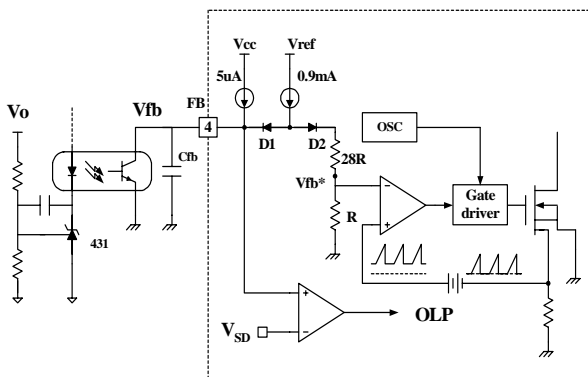 Vcc Vref
5uA 0.9mA
Vo Vfb FB
4
D1 D2
OSC
Cfb
28R
Vfb*
R
Gate
driver
431
OLP
VSD
- +
+ -